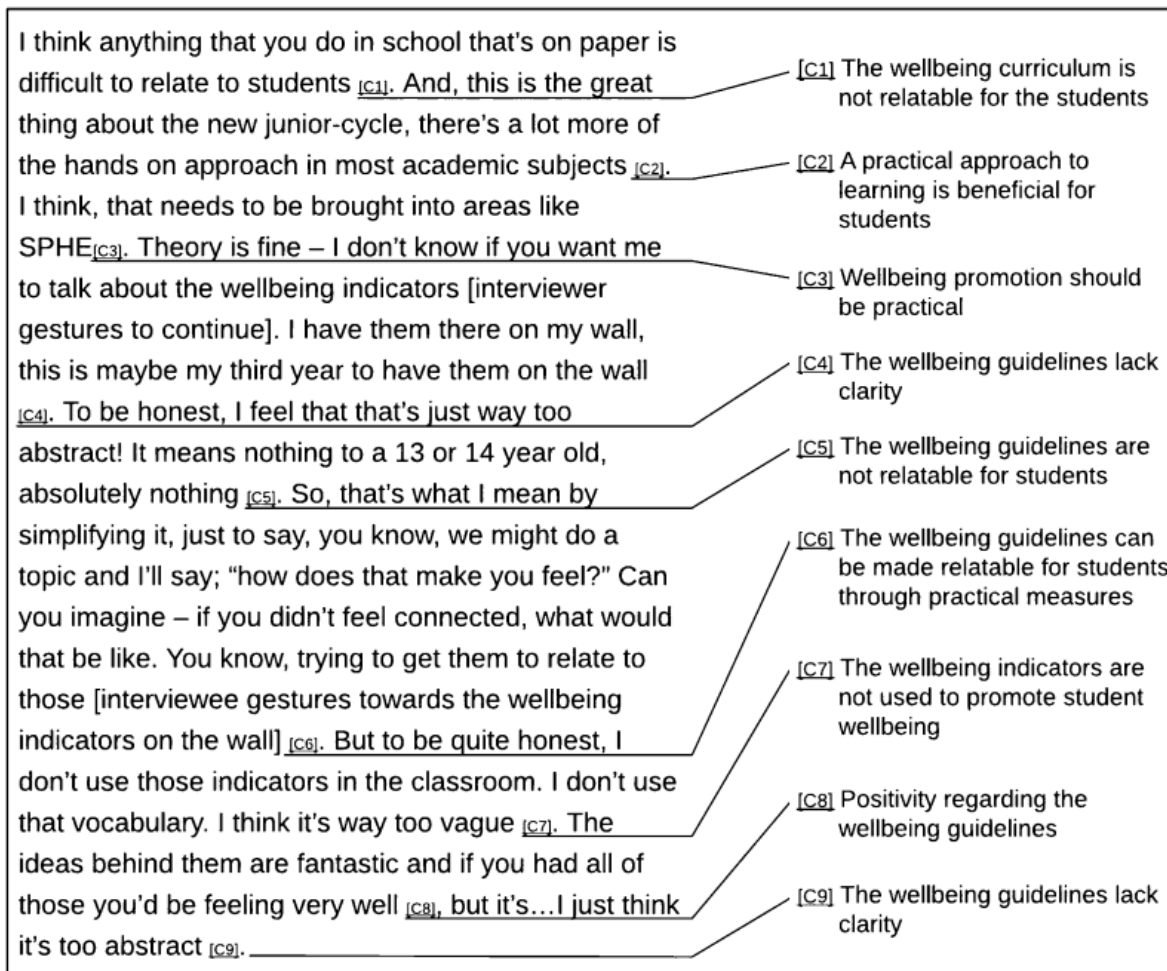 I think anything that you do in school that's on paper is
difficult to relate to students [C1]. And, this is the great
thing about the new junior-cycle, there's a lot more of
the hands on approach in most academic subjects [C2].
I think, that needs to be brought into areas like
SPHE[C3]. Theory is fine – I don't know if you want me
to talk about the wellbeing indicators [interviewer
gestures to continue]. I have them there on my wall,
this is maybe my third year to have them on the wall
[C4]. To be honest, I feel that that's just way too
abstract! It means nothing to a 13 or 14 year old,
absolutely nothing [C5]. So, that's what I mean by
simplifying it, just to say, you know, we might do a
topic and I'll say; “how does that make you feel?” Can
you imagine – if you didn't feel connected, what would
that be like. You know, trying to get them to relate to
those [interviewee gestures towards the wellbeing
indicators on the wall] [C6]. But to be quite honest, I
don't use those indicators in the classroom. I don't use
that vocabulary. I think it's way too vague [C7]. The
ideas behind them are fantastic and if you had all of
those you'd be feeling very well [C8], but it's…I just think
it's too abstract [C9].
[C1] The wellbeing curriculum is
not relatable for the students
[C2] A practical approach to
learning is beneficial for
students
[C3] Wellbeing promotion should
be practical
[C4] The wellbeing guidelines lack
clarity
[C5] The wellbeing guidelines are
not relatable for students
[C6] The wellbeing guidelines can
be made relatable for students
through practical measures
[C7] The wellbeing indicators are
not used to promote student
wellbeing
[C8] Positivity regarding the
wellbeing guidelines
[C9] The wellbeing guidelines lack
clarity